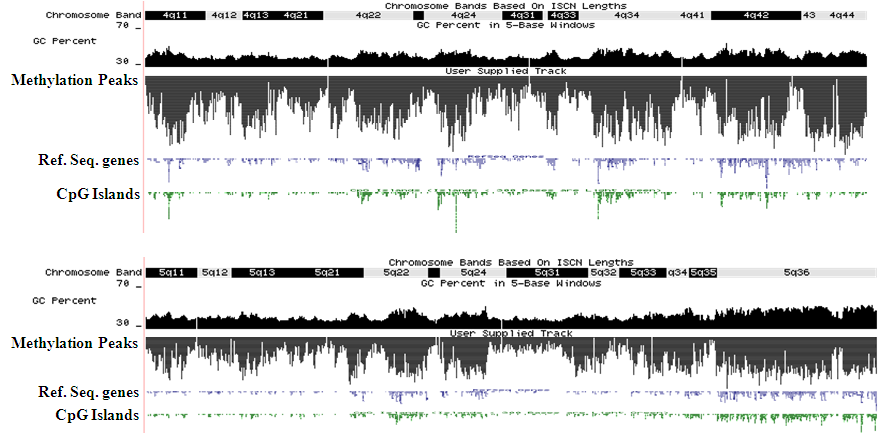 Chromosome Bands Based On ISCN Lengths
Chromosome Band 4q11 4q12 4q13 4q21 4q22 4q24 4q31 4q33 4q34 4q41 4q42 43 4q44
70 GC Percent in 5-Base Windows
GC Percent
30
User Supplied Track
Methylation Peaks
Ref. Seq. genes
CpG Islands
Chromosome Bands Based On ISCN Lengths
Chromosome Band 5q11 5q12 5q13 5q21 5q22 5q24 5q31 5q32 5q33 q34 5q35 5q36
70 GC Percent in 5-Base Windows
GC Percent
30
User Supplied Track
Methylation Peaks
Ref. Seq. genes
CpG Islands